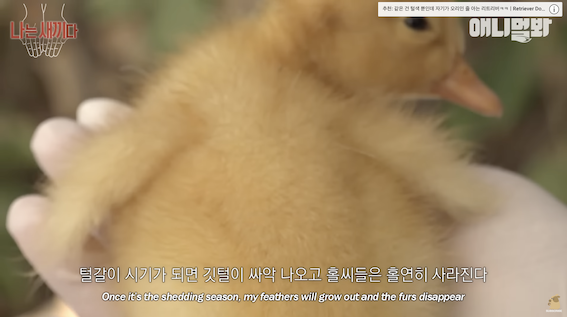 추천: 같은 건 털색 뿐인데 자기가 오리인 줄 아는 리트리버ㅋㅋ | Retriever Do...
나는 새끼다
애니멀봐
털갈이 시기가 되면 깃털이 싸악 나오고 홀씨들은 홀연히 사라진다
Once it's the shedding season, my feathers will grow out and the furs disappear